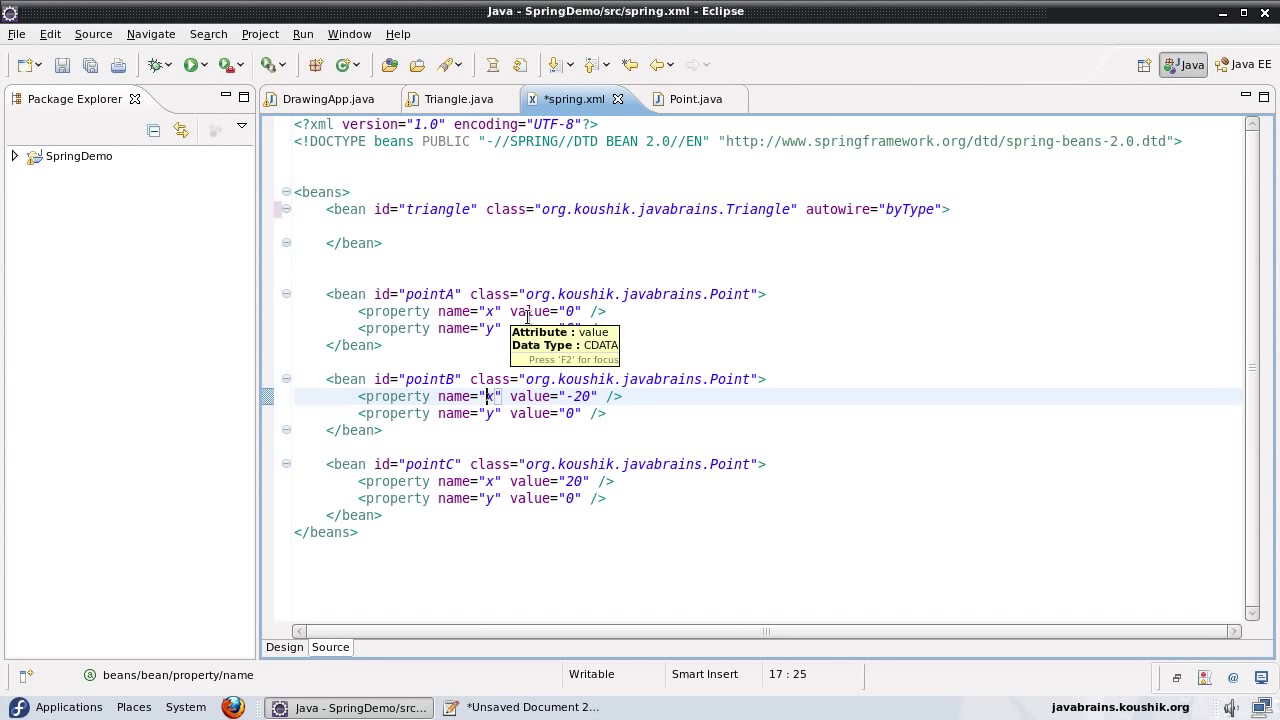 Java - SpringDemo/src/spring.xml - Eclipse
File Edit Source Navigate Search Project Run Window Help
Java Java EE
Package Explorer
DrawingApp.java Triangle.java *spring.xml Point.java
SpringDemo
<?xml version="1.0" encoding="UTF-8"?>
<!DOCTYPE beans PUBLIC "-//SPRING//DTD BEAN 2.0//EN" "http://www.springframework.org/dtd/spring-beans-2.0.dtd">
<beans>
<bean id="triangle" class="org.koushik.javabrains.Triangle" autowire="byType">
</bean>
<bean id="pointA" class="org.koushik.javabrains.Point">
<property name="x" value="0" />
<property name="y"
Attribute : value
Data Type : CDATA
Press 'F2' for focus
</bean>
<bean id="pointB" class="org.koushik.javabrains.Point">
<property name="x" value="-20" />
<property name="y" value="0" />
</bean>
<bean id="pointC" class="org.koushik.javabrains.Point">
<property name="x" value="20" />
<property name="y" value="0" />
</bean>
</beans>
Design Source
beans/bean/property/name Writable Smart Insert 17 : 25
Applications Places System Java - SpringDemo/src... *Unsaved Document 2... javabrains.koushik.org